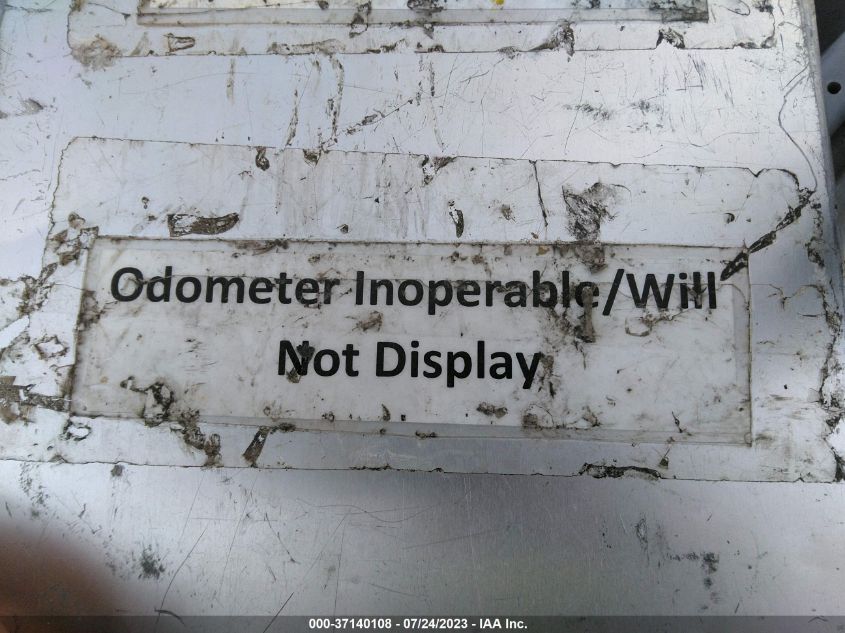 Odometer Inoperable/Will
Not Display
000-37140108 - 07/24/2023 - IAA Inc.